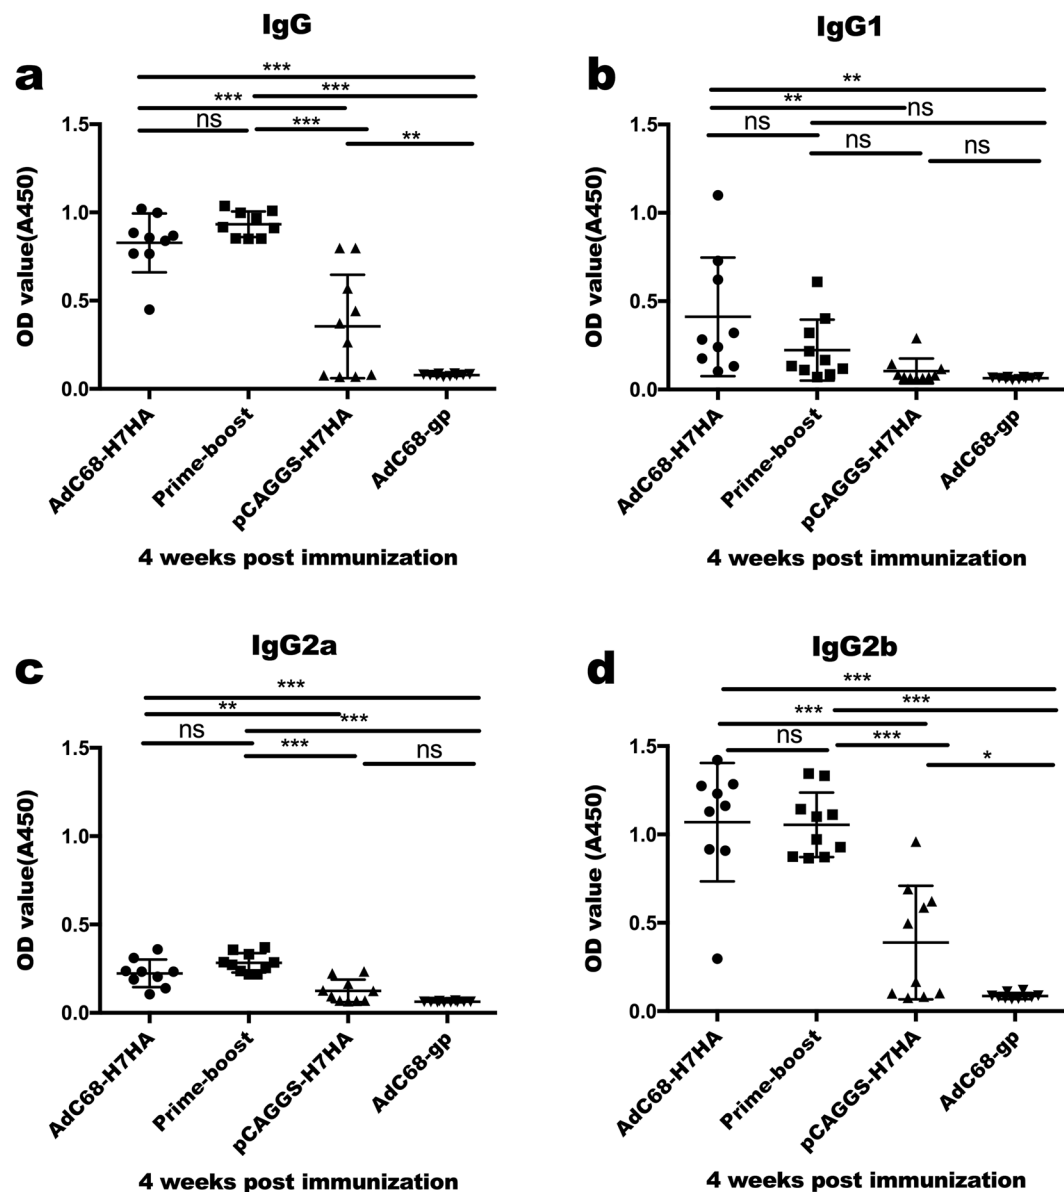 IgG
a
***
***
***
ns
***
**
1.5
1.0
0.5
0.0
OD value(A450)
AdC68-H7HA
Prime-boost
pCAGGS-H7HA
AdC68-gp
4 weeks post immunization
IgG1
b
**
**
ns
ns
ns
ns
1.5
1.0
0.5
0.0
OD value(A450)
AdC68-H7HA
Prime-boost
pCAGGS-H7HA
AdC68-gp
4 weeks post immunization
IgG2a
c
***
**
***
ns
***
ns
1.5
1.0
0.5
0.0
OD value(A450)
AdC68-H7HA
Prime-boost
pCAGGS-H7HA
AdC68-gp
4 weeks post immunization
IgG2b
d
***
***
***
ns
***
*
1.5
1.0
0.5
0.0
OD value (A450)
AdC68-H7HA
Prime-boost
pCAGGS-H7HA
AdC68-gp
4 weeks post immunization